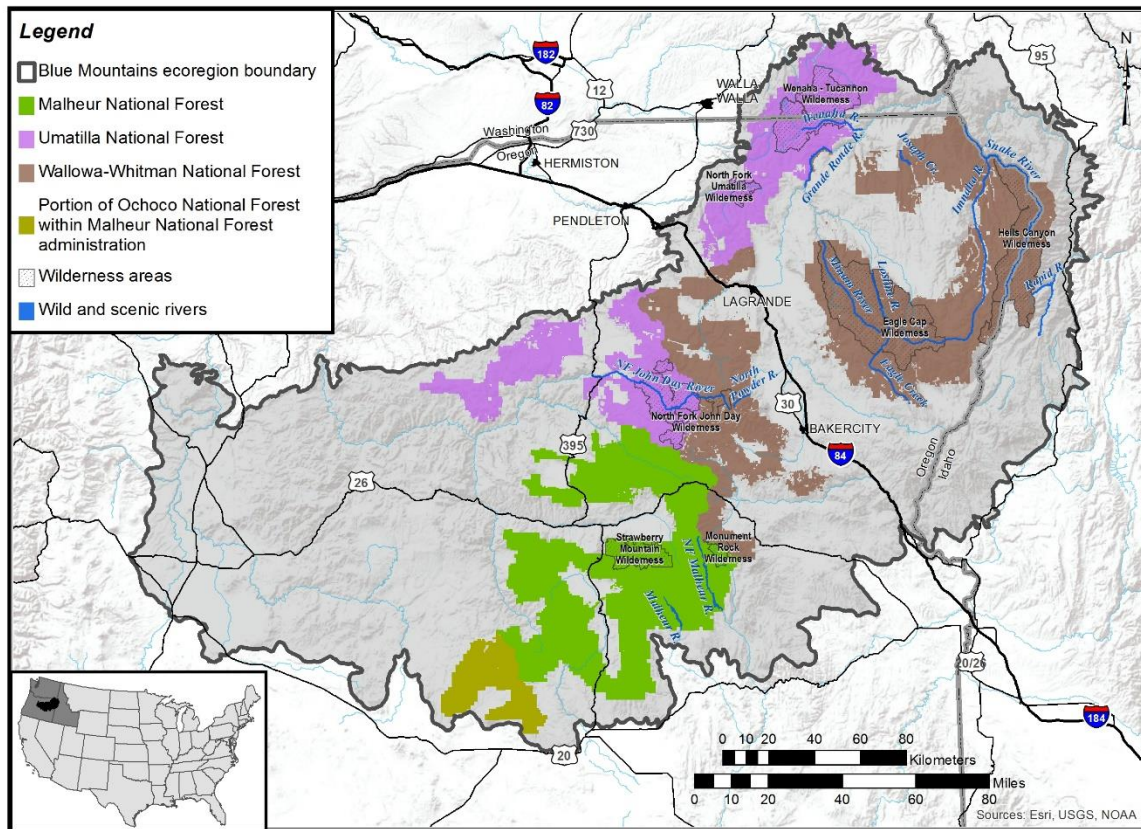 Legend
Blue Mountains ecoregion boundary
Malheur National Forest
Umatilla National Forest
Wallowa-Whitman National Forest
Portion of Ochoco National Forest
within Malheur National Forest
administration
Wilderness areas
Wild and scenic rivers
182
82
12
730
Washington
Oregon
HERMISTON
WALLA
WALLA
PENDLETON
N
95
Wenaha - Tucannon
Wilderness
Wenaha R.
Grande Ronde R.
Joseph Cr.
Imnaha R.
Snake River
North Fork
Umatilla
Wilderness
Hells Canyon
Wilderness
Rapid R.
LAGRANDE
Minam River
Lostine R.
Eagle Cap
Wilderness
Eagle Creek
NF John Day River
North
Powder R.
North Fork John Day
Wilderness
30
BAKERCITY
84
Oregon
Idaho
395
26
Strawberry
Mountain
Wilderness
Monument
Rock
Wilderness
NF Malheur R.
Malheur R.
20
20/26
184
0 5 10 20 40 60 80
Kilometers
Miles
0 5 10 20 40 60 80
Sources: Esri, USGS, NOAA